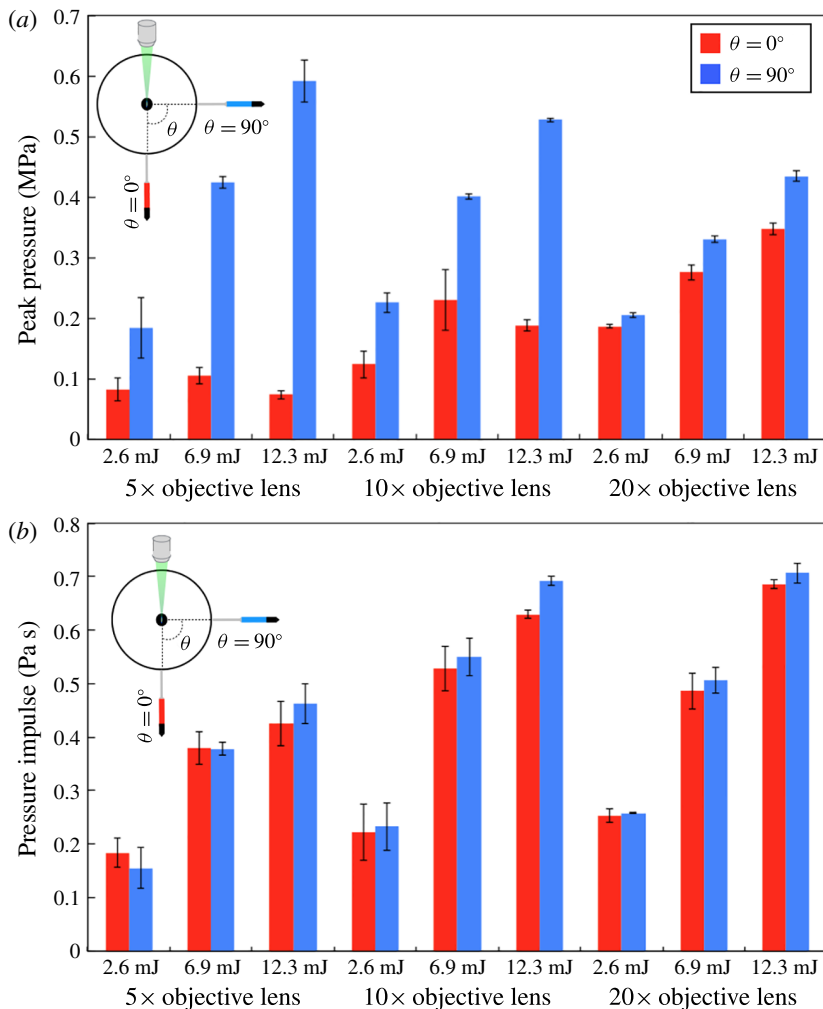 (a)
0.7
0.6
0.5
0.4
0.3
0.2
0.1
0
Peak pressure (MPa)
θ
θ = 90°
θ = 0°
θ = 0°
θ = 90°
2.6 mJ 6.9 mJ 12.3 mJ 2.6 mJ 6.9 mJ 12.3 mJ 2.6 mJ 6.9 mJ 12.3 mJ
5× objective lens 10× objective lens 20× objective lens
(b)
0.8
0.7
0.6
0.5
0.4
0.3
0.2
0.1
0
Pressure impulse (Pa s)
θ
θ = 90°
θ = 0°
2.6 mJ 6.9 mJ 12.3 mJ 2.6 mJ 6.9 mJ 12.3 mJ 2.6 mJ 6.9 mJ 12.3 mJ
5× objective lens 10× objective lens 20× objective lens